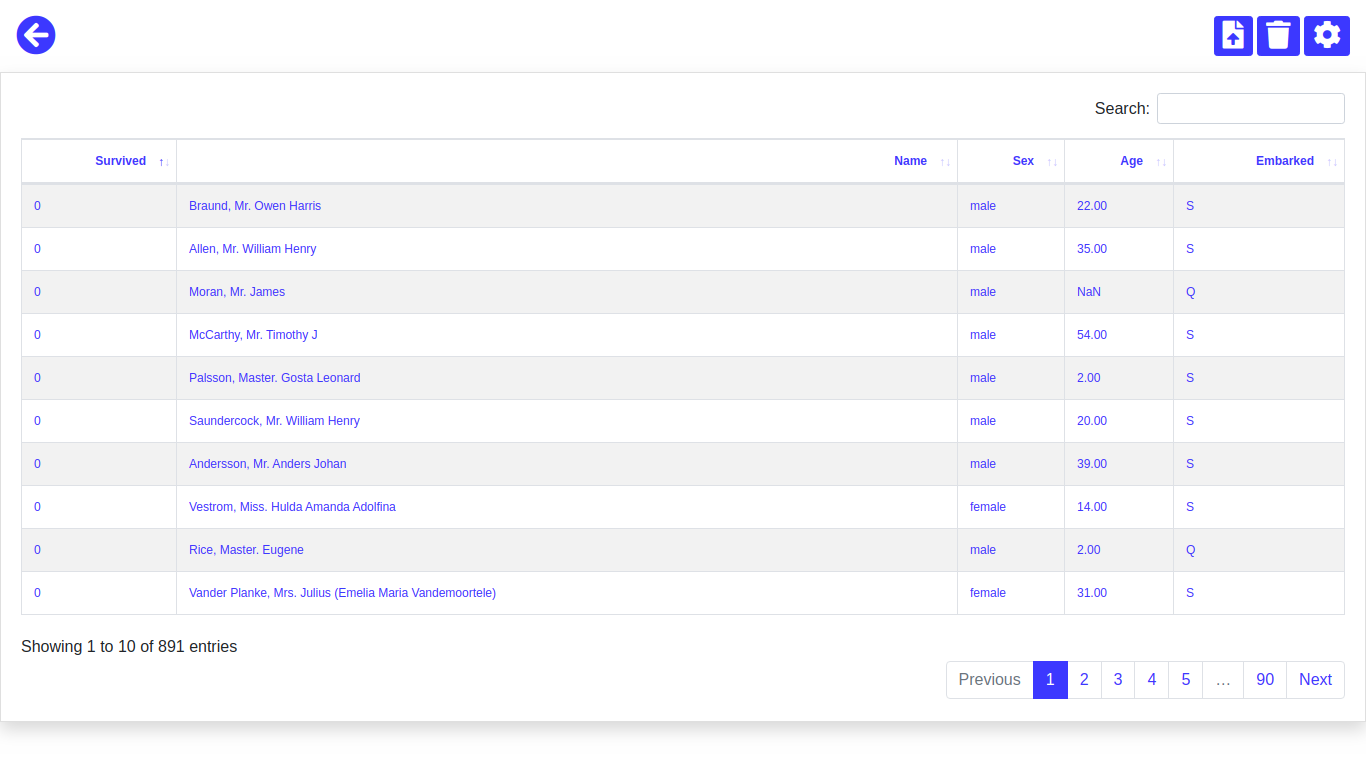 Search:
Survived Name Sex Age Embarked
0 Braund, Mr. Owen Harris male 22.00 S
0 Allen, Mr. William Henry male 35.00 S
0 Moran, Mr. James male NaN Q
0 McCarthy, Mr. Timothy J male 54.00 S
0 Palsson, Master. Gosta Leonard male 2.00 S
0 Saundercock, Mr. William Henry male 20.00 S
0 Andersson, Mr. Anders Johan male 39.00 S
0 Vestrom, Miss. Hulda Amanda Adolfina female 14.00 S
0 Rice, Master. Eugene male 2.00 Q
0 Vander Planke, Mrs. Julius (Emelia Maria Vandemoortele) female 31.00 S
Showing 1 to 10 of 891 entries
Previous 1 2 3 4 5 … 90 Next